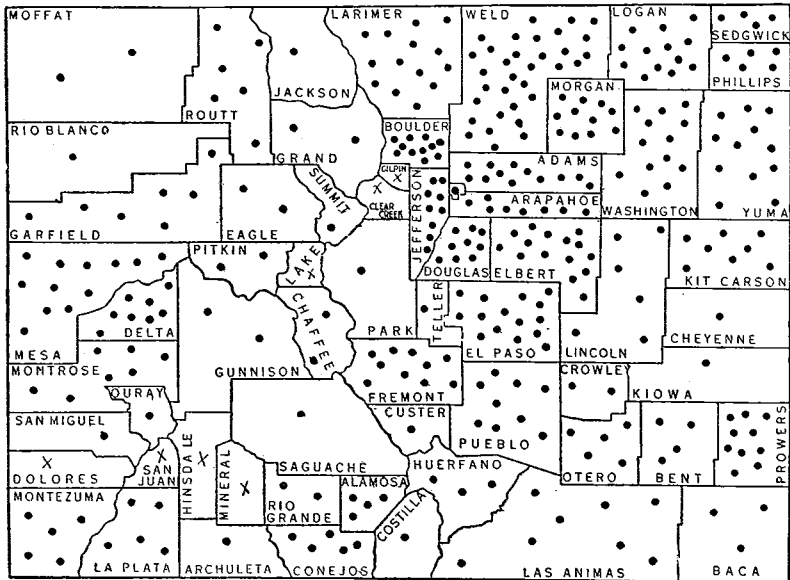 MOFFAT
LARIMER
WELD
LOGAN
SEDGWICK
PHILLIPS
JACKSON
ROUTT
MORGAN
RIO BLANCO
BOULDER
GRAND
ADAMS
GILPIN
SUMMIT
CLEAR CREEK
JEFFERSON
ARAPAHOE
WASHINGTON
YUMA
GARFIELD
EAGLE
PITKIN
LAKE
DOUGLAS
ELBERT
KIT CARSON
DELTA
CHAFFEE
PARK
TELLER
MESA
EL PASO
LINCOLN
CHEYENNE
MONTROSE
GUNNISON
CROWLEY
OURAY
FREMONT
KIOWA
SAN MIGUEL
CUSTER
PUEBLO
DOLORES
SAN JUAN
HINSDALE
MINERAL
SAGUACHE
HUERFANO
OTERO
BENT
PROWERS
MONTEZUMA
RIO GRANDE
ALAMOSA
COSTILLA
LA PLATA
ARCHULETA
CONEJOS
LAS ANIMAS
BACA